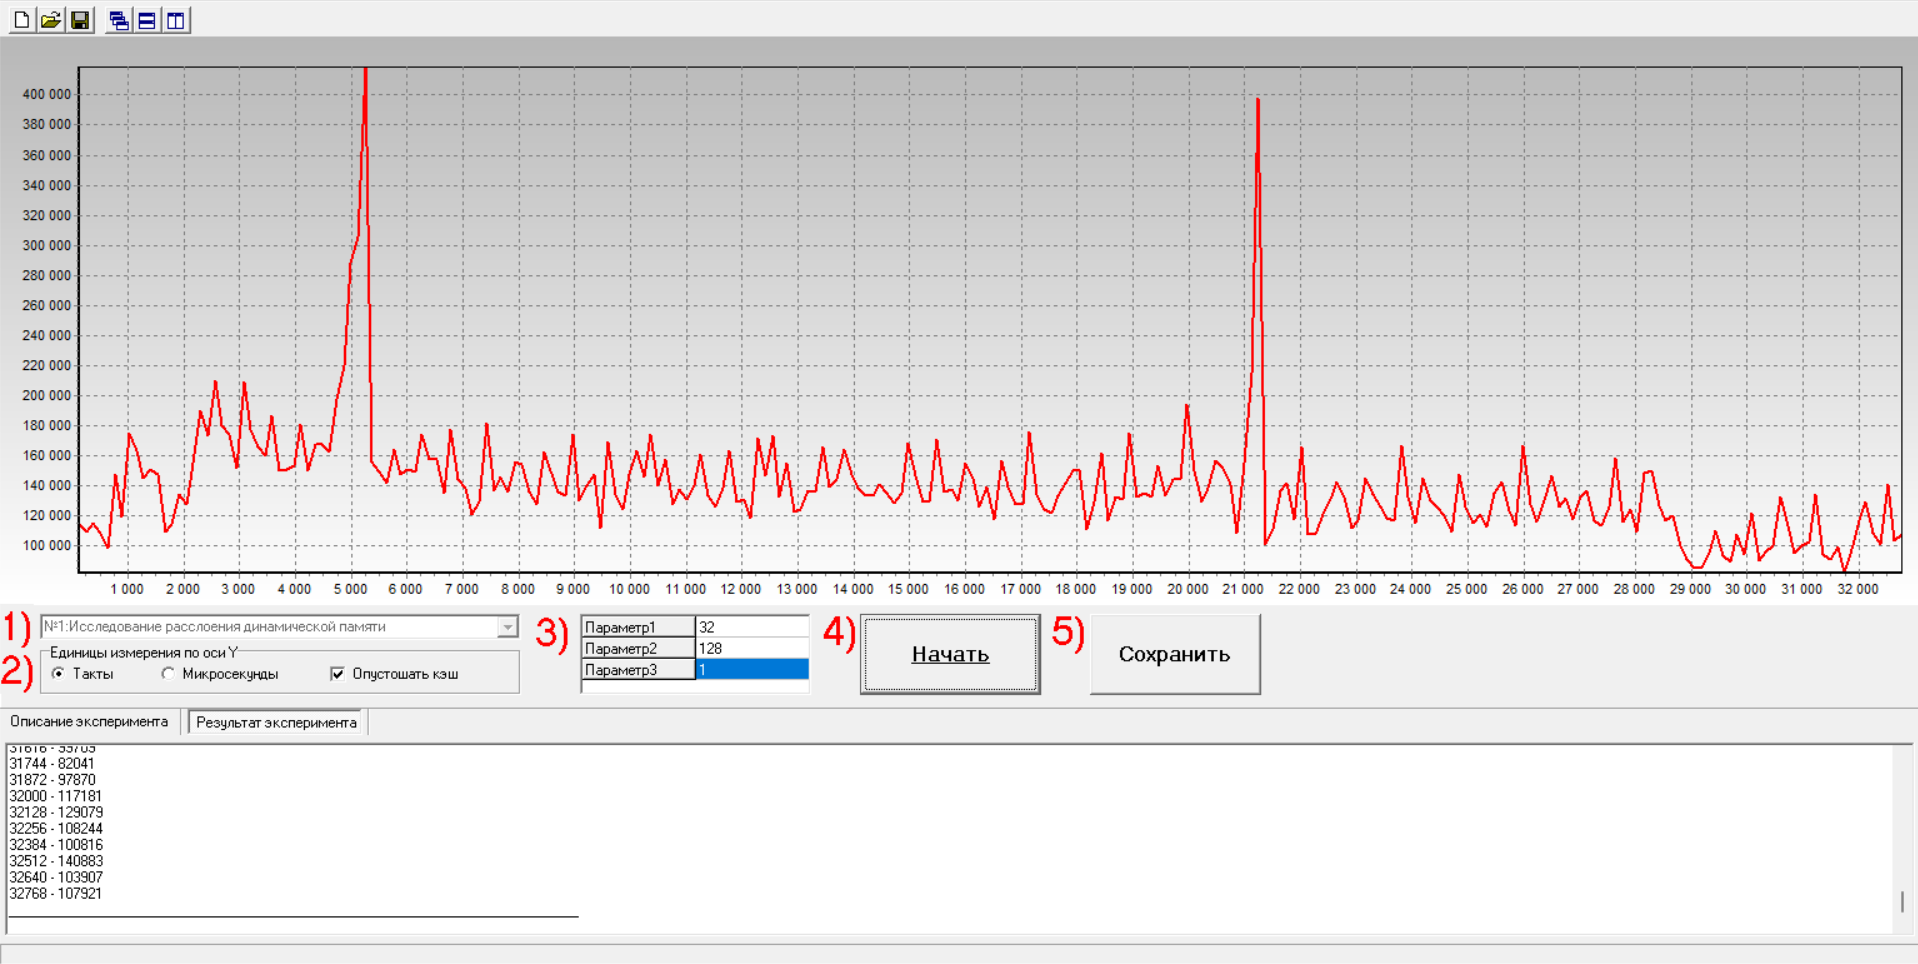 400 000
380 000
360 000
340 000
320 000
300 000
280 000
260 000
240 000
220 000
200 000
180 000
160 000
140 000
120 000
100 000
1 000 2 000 3 000 4 000 5 000 6 000 7 000 8 000 9 000 10 000 11 000 12 000 13 000 14 000 15 000 16 000 17 000 18 000 19 000 20 000 21 000 22 000 23 000 24 000 25 000 26 000 27 000 28 000 29 000 30 000 31 000 32 000
1) №1:Исследование расслоения динамической памяти
2) Единицы измерения по оси Y
Такты Микросекунды Опустошать кэш
3) Параметр1 32
Параметр2 128
Параметр3 1
4) Начать
5) Сохранить
Описание эксперимента Результат эксперимента
31744 - 82041
31872 - 97870
32000 - 117181
32128 - 129079
32256 - 108244
32384 - 100816
32512 - 140883
32640 - 103907
32768 - 107921